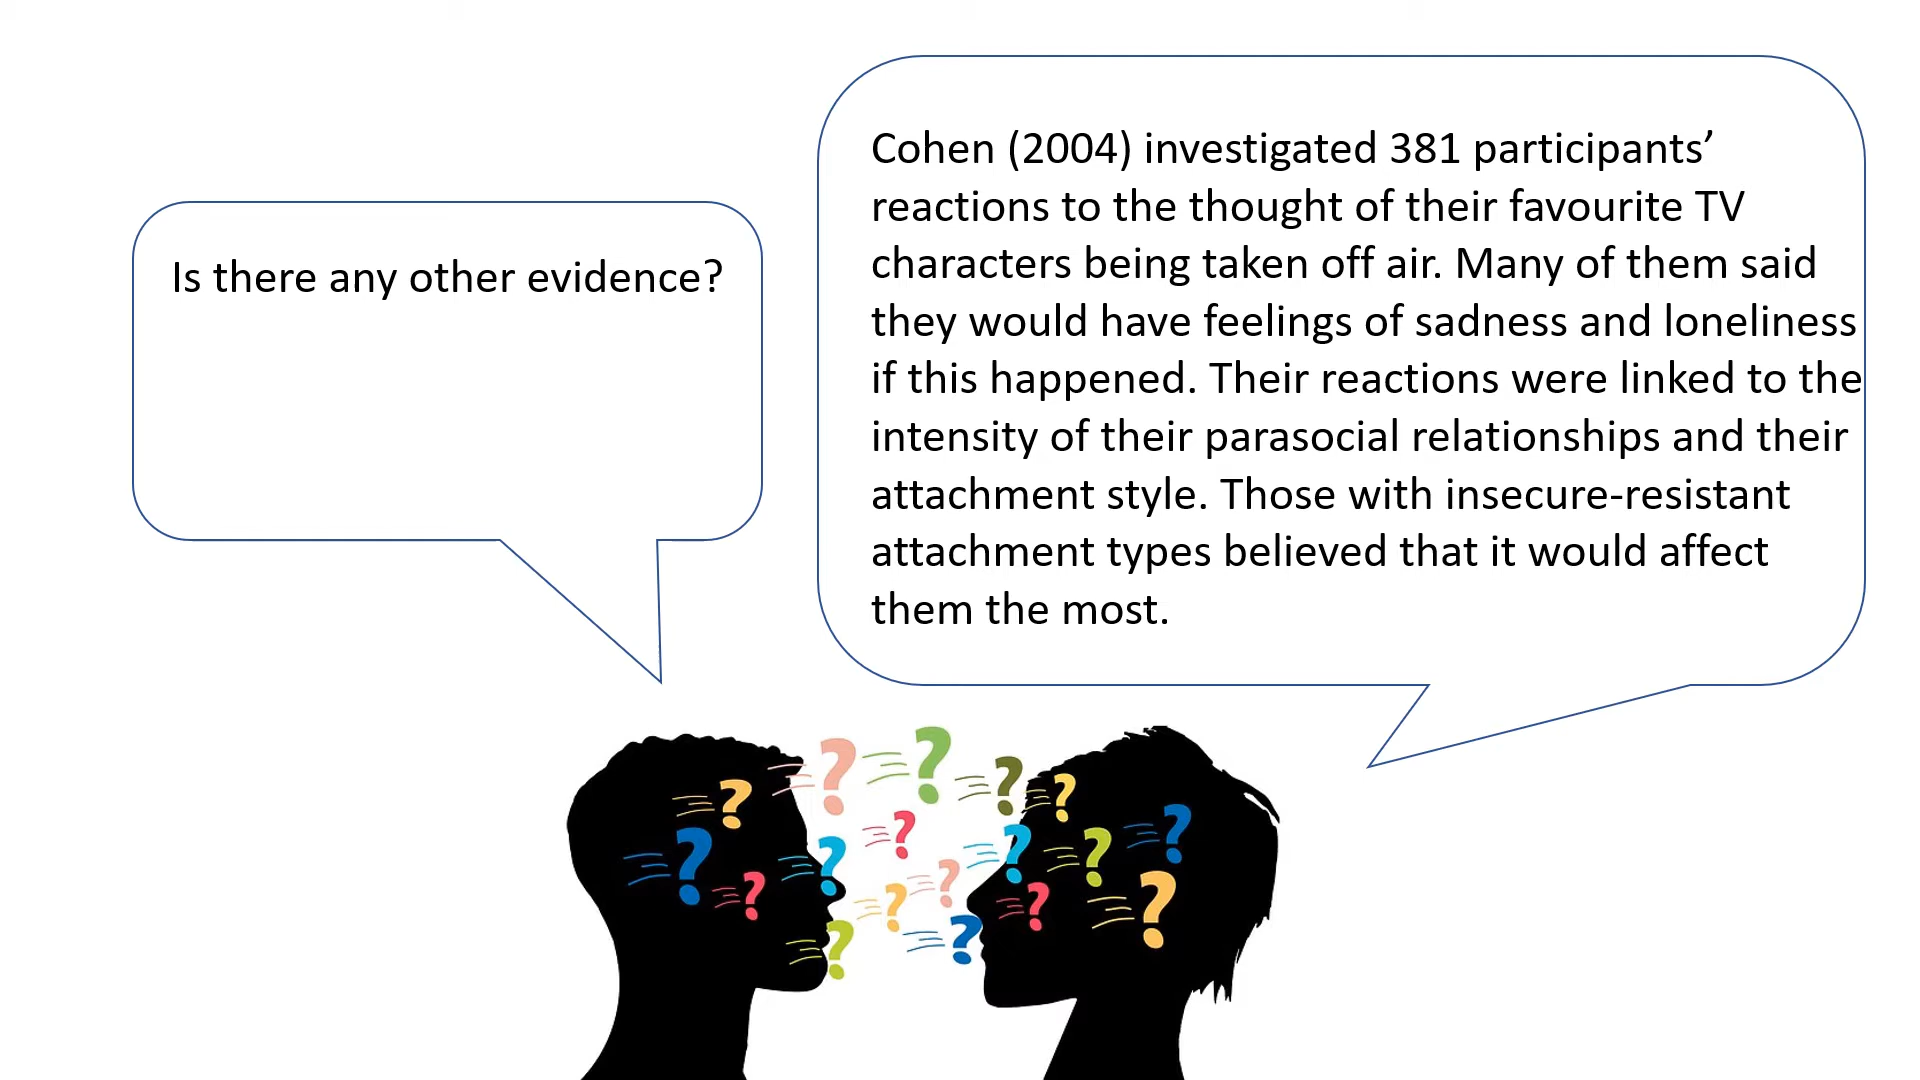 Is there any other evidence?
Cohen (2004) investigated 381 participants’
reactions to the thought of their favourite TV
characters being taken off air. Many of them said
they would have feelings of sadness and loneliness
if this happened. Their reactions were linked to the
intensity of their parasocial relationships and their
attachment style. Those with insecure-resistant
attachment types believed that it would affect
them the most.